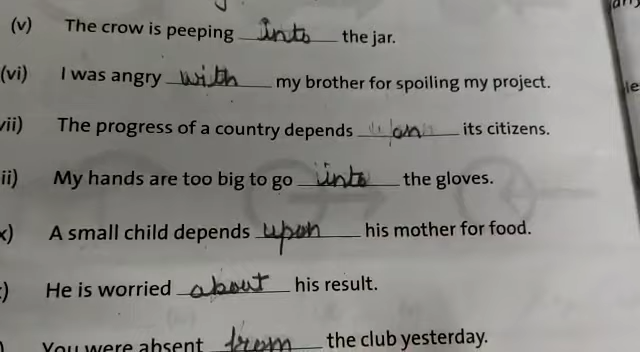 (v) The crow is peeping into the jar.
(vi) I was angry with my brother for spoiling my project.
vii) The progress of a country depends on its citizens.
ii) My hands are too big to go into the gloves.
x) A small child depends upon his mother for food.
) He is worried about his result.
) You were absent from the club yesterday.